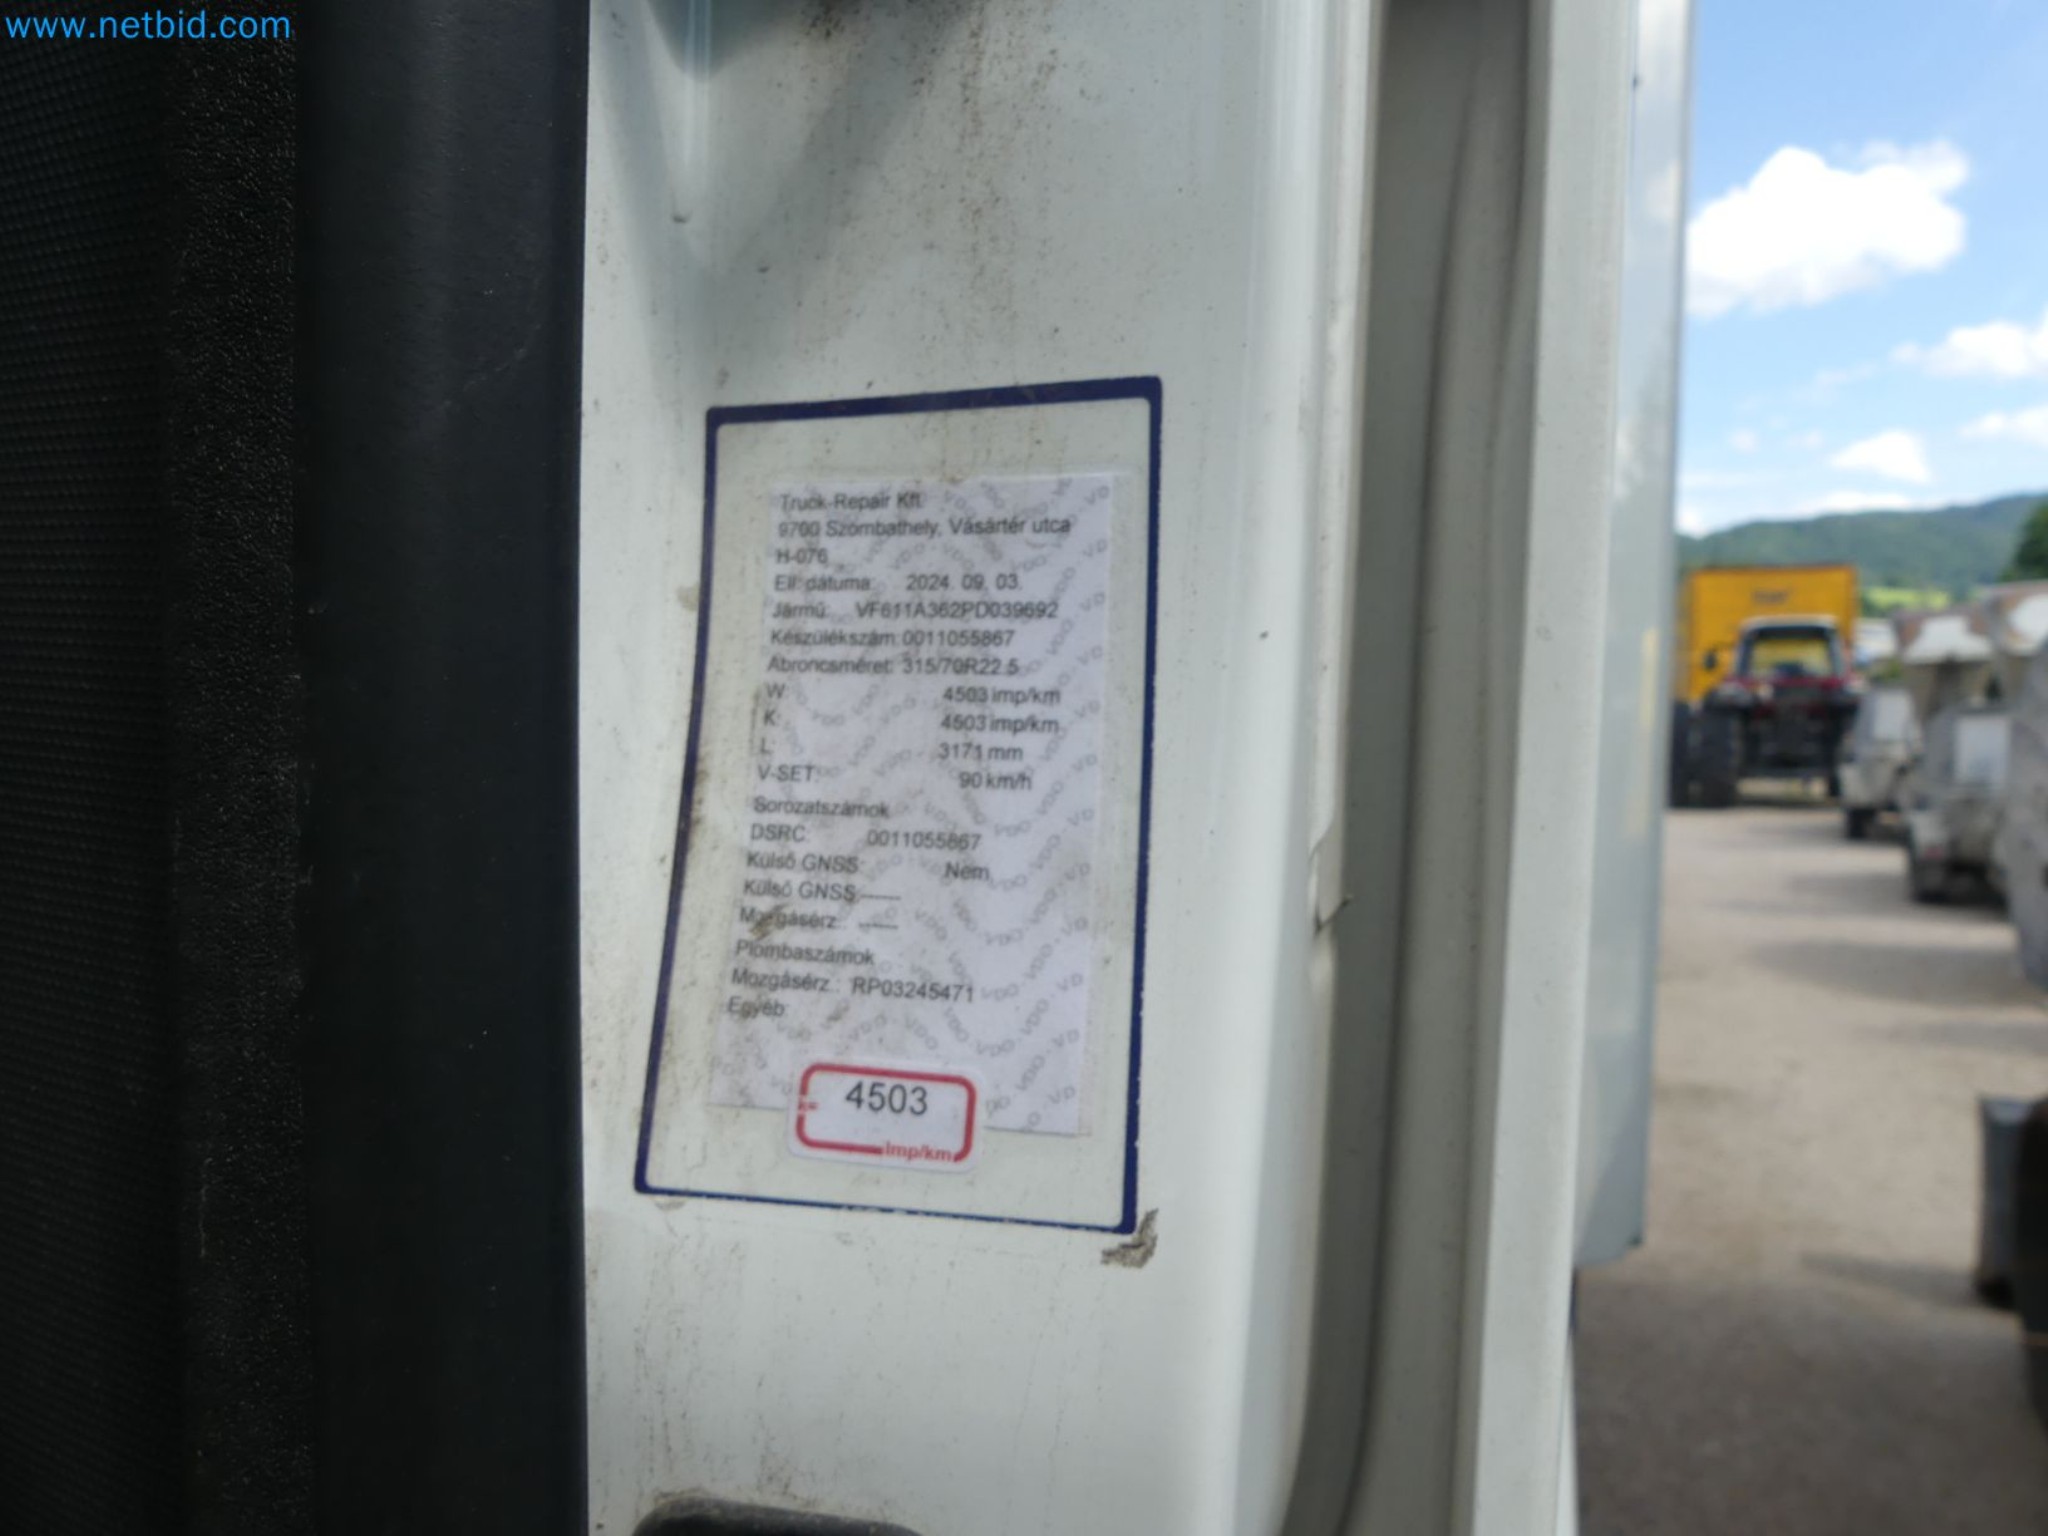 www.netbid.com
Truck-Repair Kft.
9700 Szombathely, Vásártér utca
H-076
Ell. dátuma: 2024. 09. 03.
Jármű: VF611A362PD039692
Készülékszám: 0011055867
Abroncsméret: 315/70R22.5
W: 4503 imp/km
K: 4503 imp/km
L: 3171 mm
V-SET: 90 km/h
Sorozatszámok
DSRC: 0011055867
Külső GNSS: Nem
Külső GNSS: ------
Mozgásérz.: ------
Plombaszámok
Mozgásérz.: RP03245471
Egyéb:
4503
Imp/km